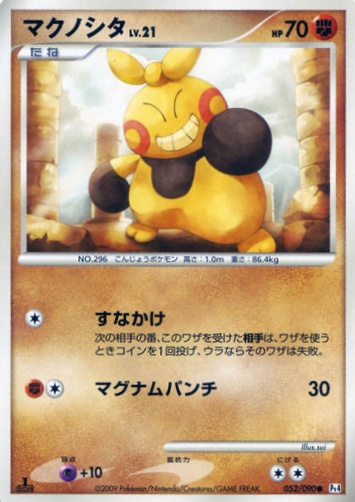 マクノシタ LV.21 HP 70
たね
NO.296 こんじょうポケモン 高さ：1.0m 重さ：86.4kg
すなかけ
次の相手の番、このワザを受けた相手は、ワザを使う
ときコインを1回投げ、ウラならそのワザは失敗。
マグナムパンチ 30
illus.sui
弱点 抵抗力 にげる
+10
1
©2009 Pokémon/Nintendo/Creatures/GAME FREAK. 052/090 Pt4